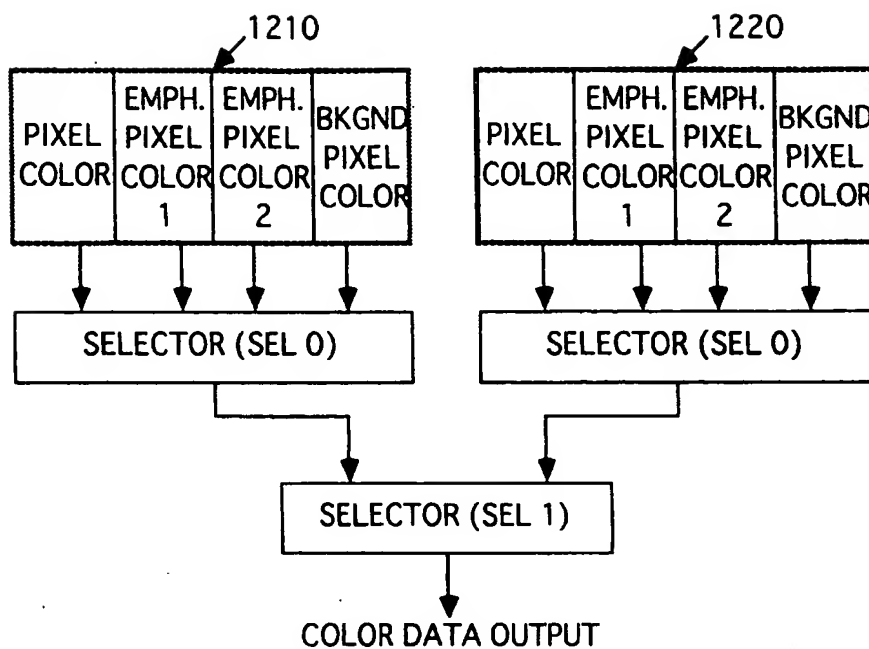 1210
1220
PIXEL
COLOR
EMPH.
PIXEL
COLOR
1
EMPH.
PIXEL
COLOR
2
BKGND
PIXEL
COLOR
PIXEL
COLOR
EMPH.
PIXEL
COLOR
1
EMPH.
PIXEL
COLOR
2
BKGND
PIXEL
COLOR
SELECTOR (SEL 0)
SELECTOR (SEL 0)
SELECTOR (SEL 1)
COLOR DATA OUTPUT